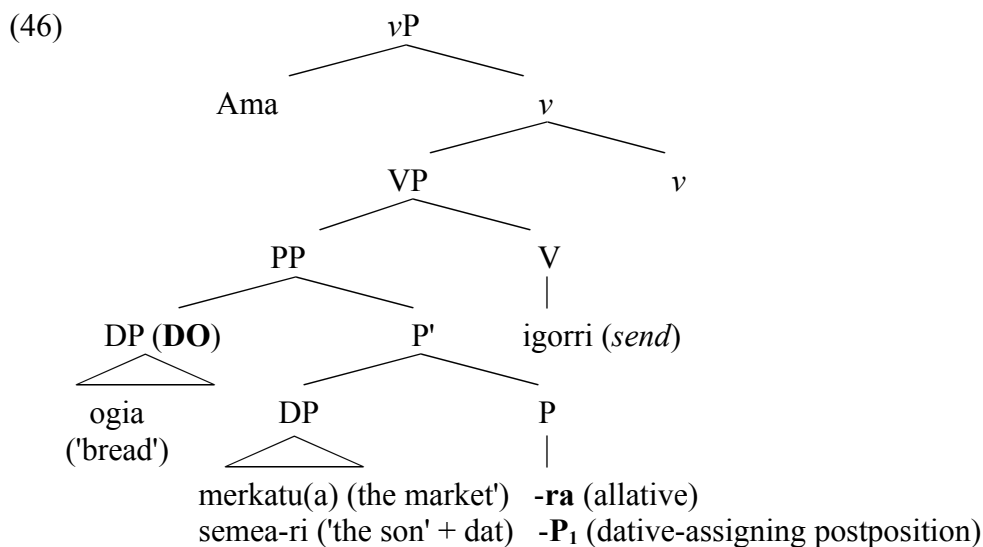 (46) vP
Ama v
VP v
PP V
DP (DO) P' igorri (send)
ogia DP P
('bread')
merkatu(a) (the market') -ra (allative)
semea-ri ('the son' + dat) -P₁ (dative-assigning postposition)